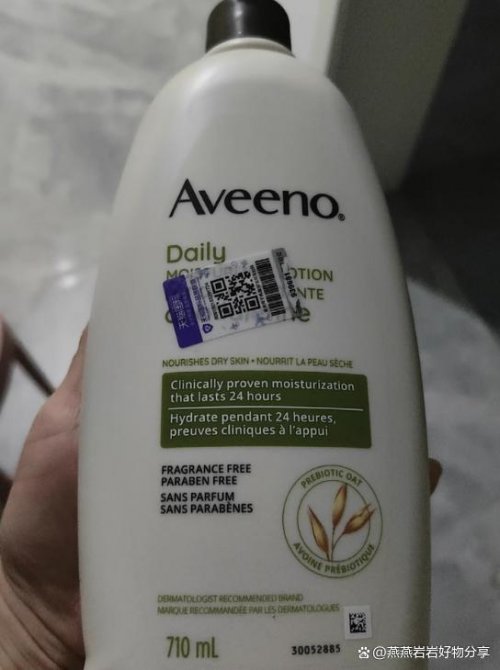 Aveeno®
Daily
OTION
NTE
NOURISHES DRY SKIN • NOURRIT LA PEAU SÈCHE
Clinically proven moisturization
that lasts 24 hours
Hydrate pendant 24 heures,
preuves cliniques à l'appui
FRAGRANCE FREE
PARABEN FREE
SANS PARFUM
SANS PARABÈNES
PREBIOTIC OAT
AVOINE PRÉBIOTIQUE
DERMATOLOGIST RECOMMENDED BRAND
MARQUE RECOMMANDÉE PAR LES DERMATOLOGUES
710 mL
30052885
@燕燕岩岩好物分享